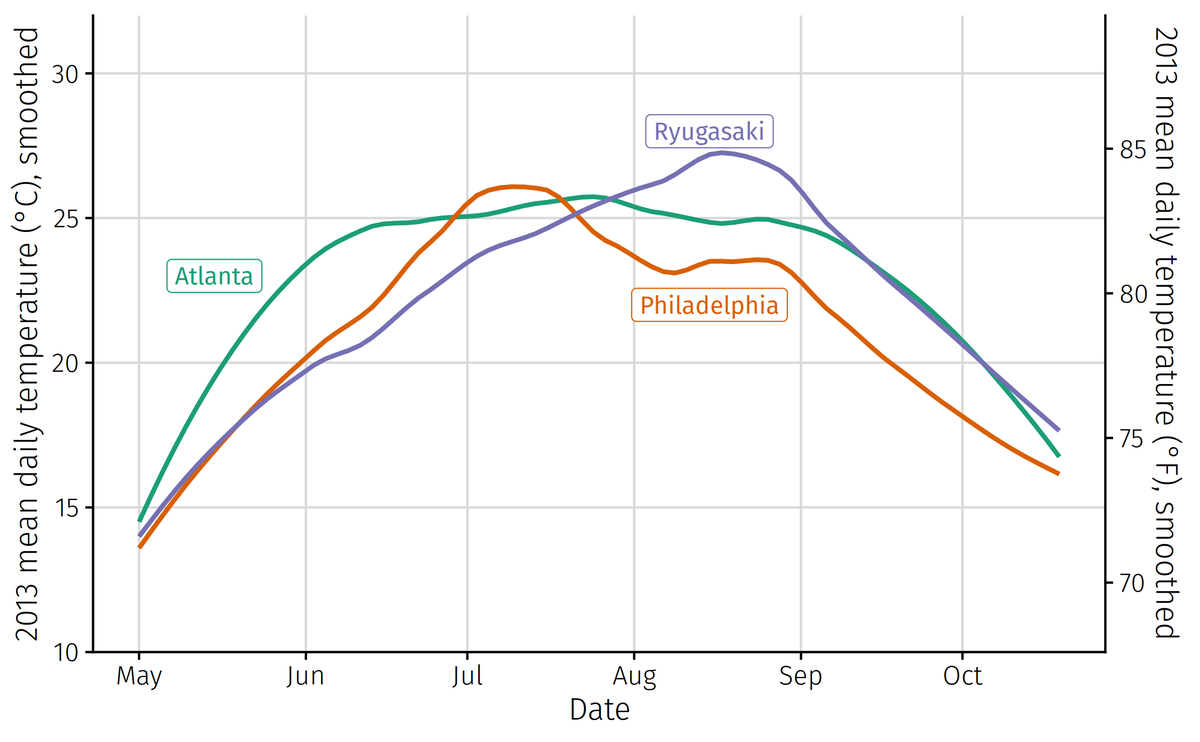 2013 mean daily temperature (°C), smoothed
30
25
20
15
10
Atlanta
Ryugasaki
Philadelphia
85
80
75
70
2013 mean daily temperature (°F), smoothed
May Jun Jul Aug Sep Oct
Date